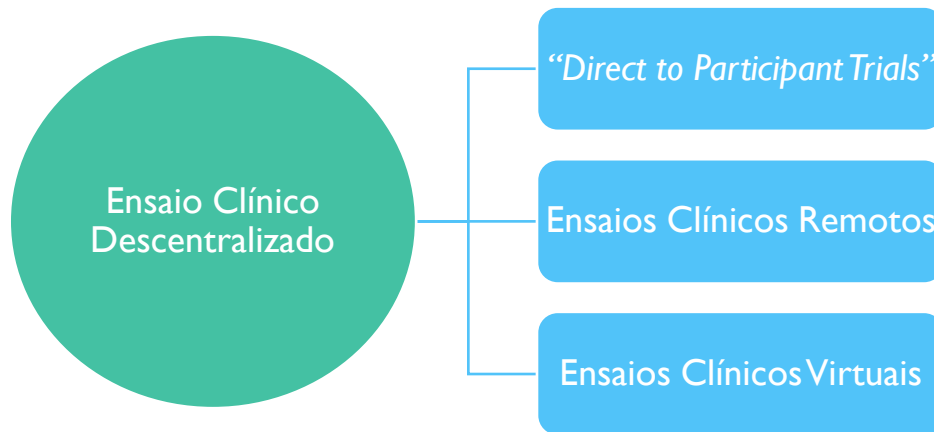 Ensaio Clínico
Descentralizado
“Direct to Participant Trials”
Ensaios Clínicos Remotos
Ensaios Clínicos Virtuais